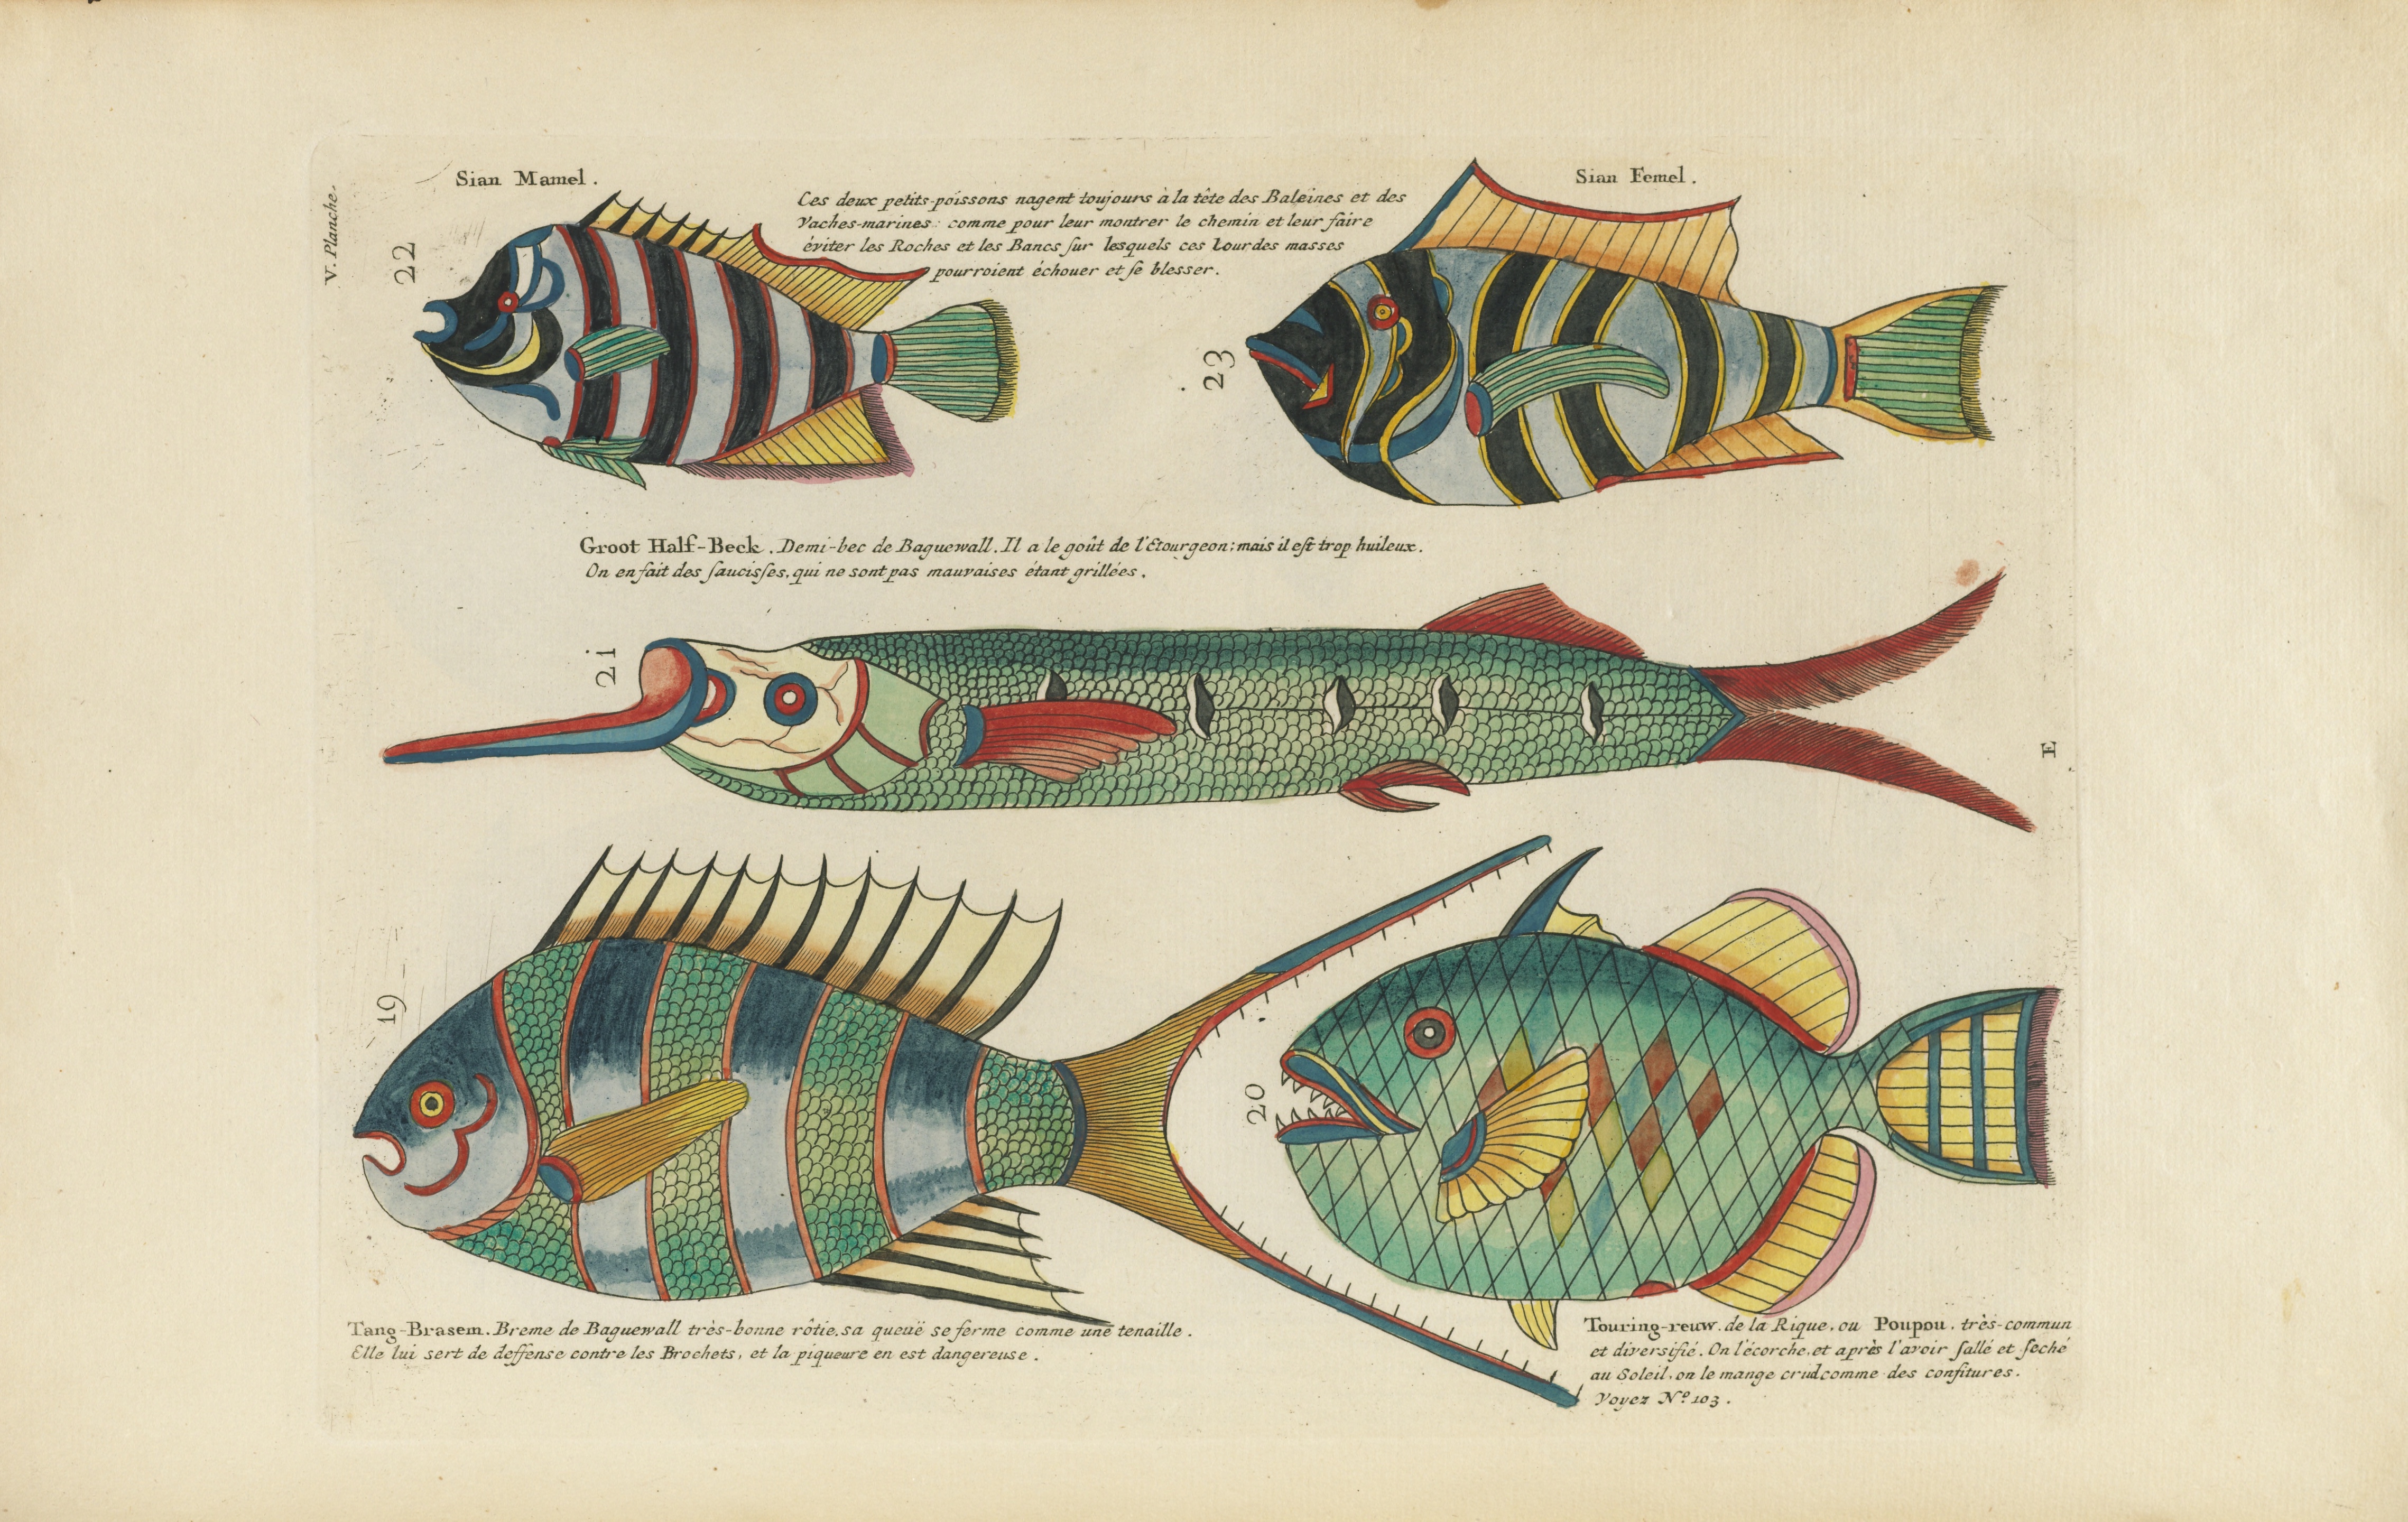 V. Planche.
22
Sian Mamel.
Ces deux petits-poissons nagent toujours à la tête des Baleines et des
Vaches-marines: comme pour leur montrer le chemin et leur faire
éviter les Roches et les Bancs ſur lesquels ces Lourdes masses
pourroient échouer et ſe blesser.
Sian Femel.
23
Groot Half-Beck. Demi-bec de Baguewall. Il a le goût de l'Etourgeon; mais il eſt trop huileux.
On en fait des ſauciſſes, qui ne sont pas mauvaises étant grillées.
21
E
19
20
Tang-Brasem. Breme de Baguewall très-bonne rôtie. sa queuë se ferme comme une tenaille.
Elle lui sert de deffense contre les Brochets, et la piqueure en est dangereuse.
Touring-reuw. de la Rique. ou Poupou. très-commun
et diversifié. On l'écorche, et après l'avoir ſallé et ſeché
au Soleil, on le mange crud comme des confitures.
Voyez Nº 103.